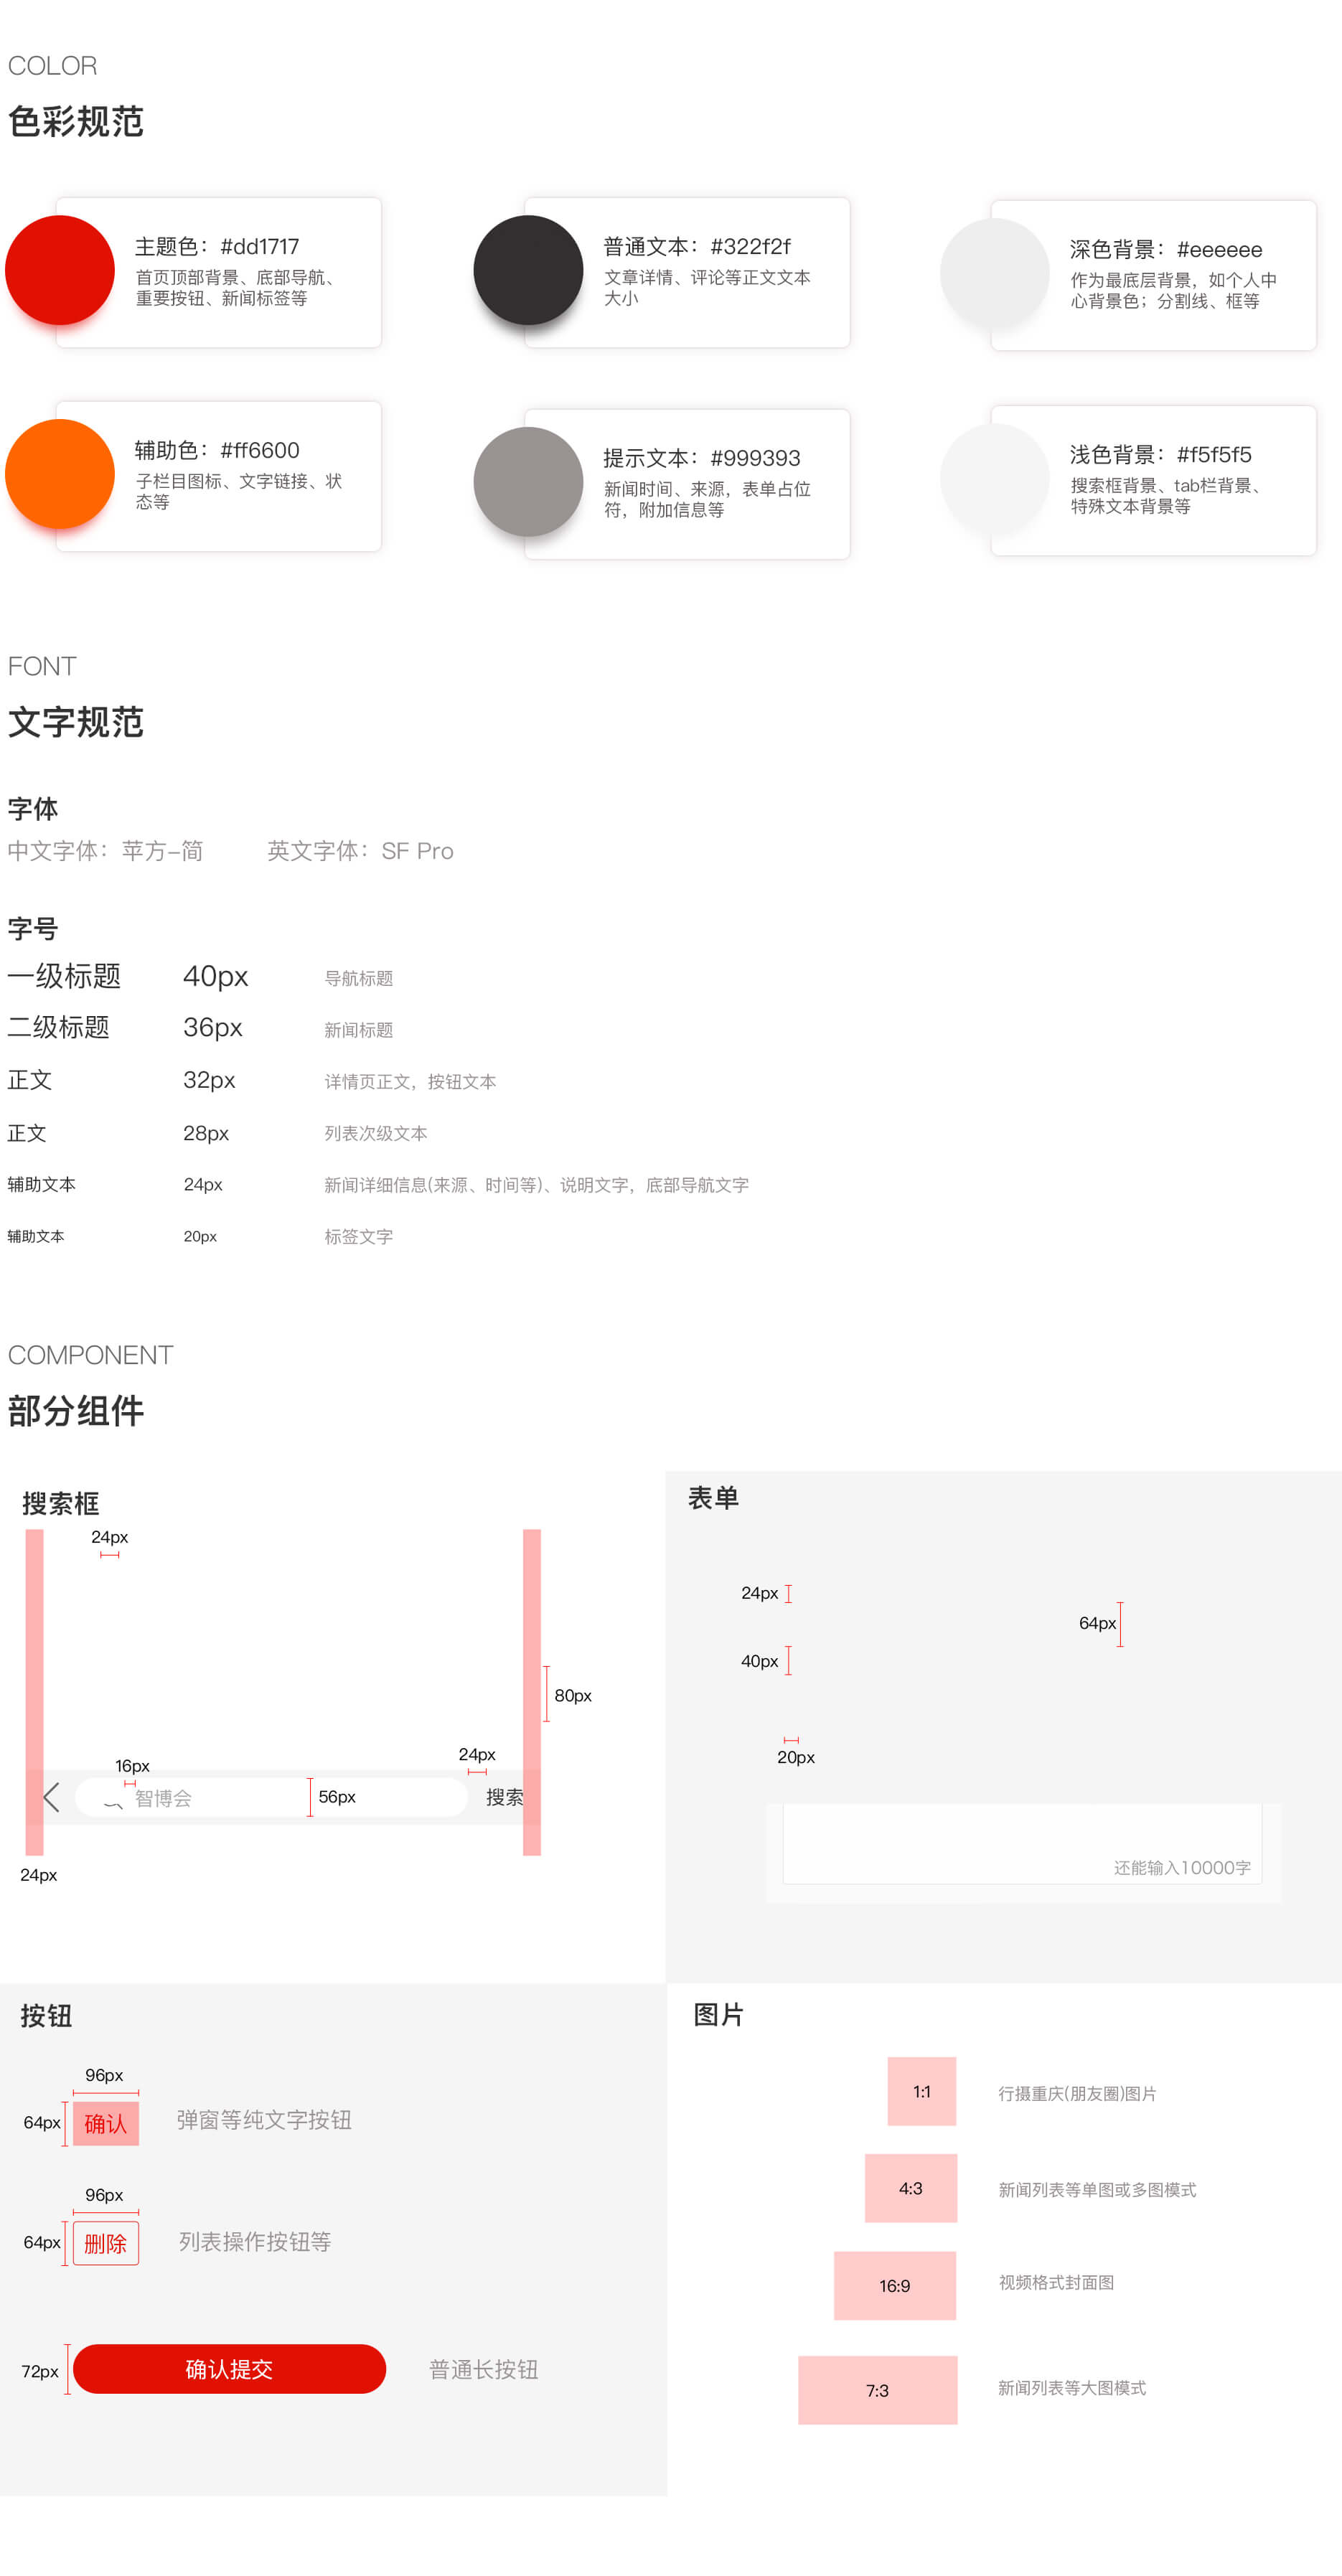 COLOR
色彩规范
主题色：#dd1717
首页顶部背景、底部导航、
重要按钮、新闻标签等
普通文本：#322f2f
文章详情、评论等正文文本
大小
深色背景：#eeeeee
作为最底层背景，如个人中
心背景色；分割线、框等
辅助色：#ff6600
子栏目图标、文字链接、状
态等
提示文本：#999393
新闻时间、来源，表单占位
符，附加信息等
浅色背景：#f5f5f5
搜索框背景、tab栏背景、
特殊文本背景等
FONT
文字规范
字体
中文字体：苹方-简 英文字体：SF Pro
字号
一级标题 40px 导航标题
二级标题 36px 新闻标题
正文 32px 详情页正文，按钮文本
正文 28px 列表次级文本
辅助文本 24px 新闻详细信息(来源、时间等)、说明文字，底部导航文字
辅助文本 20px 标签文字
COMPONENT
部分组件
搜索框
24px
80px
24px
16px
智博会
56px
搜索
24px
表单
24px
64px
40px
20px
还能输入10000字
按钮
96px
64px
确认
弹窗等纯文字按钮
96px
64px
删除
列表操作按钮等
72px
确认提交
普通长按钮
图片
1:1
行摄重庆(朋友圈)图片
4:3
新闻列表等单图或多图模式
16:9
视频格式封面图
7:3
新闻列表等大图模式